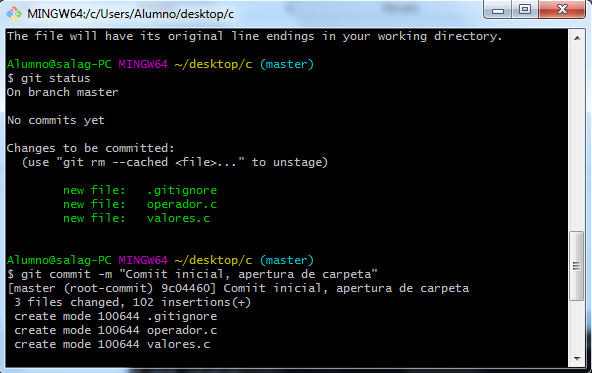 MINGW64:/c/Users/Alumno/desktop/c
The file will have its original line endings in your working directory.
Alumno@salag-PC MINGW64 ~/desktop/c (master)
$ git status
On branch master
No commits yet
Changes to be committed:
  (use "git rm --cached <file>..." to unstage)
        new file:   .gitignore
        new file:   operador.c
        new file:   valores.c
Alumno@salag-PC MINGW64 ~/desktop/c (master)
$ git commit -m "Comiit inicial, apertura de carpeta"
[master (root-commit) 9c04460] Comiit inicial, apertura de carpeta
 3 files changed, 102 insertions(+)
 create mode 100644 .gitignore
 create mode 100644 operador.c
 create mode 100644 valores.c